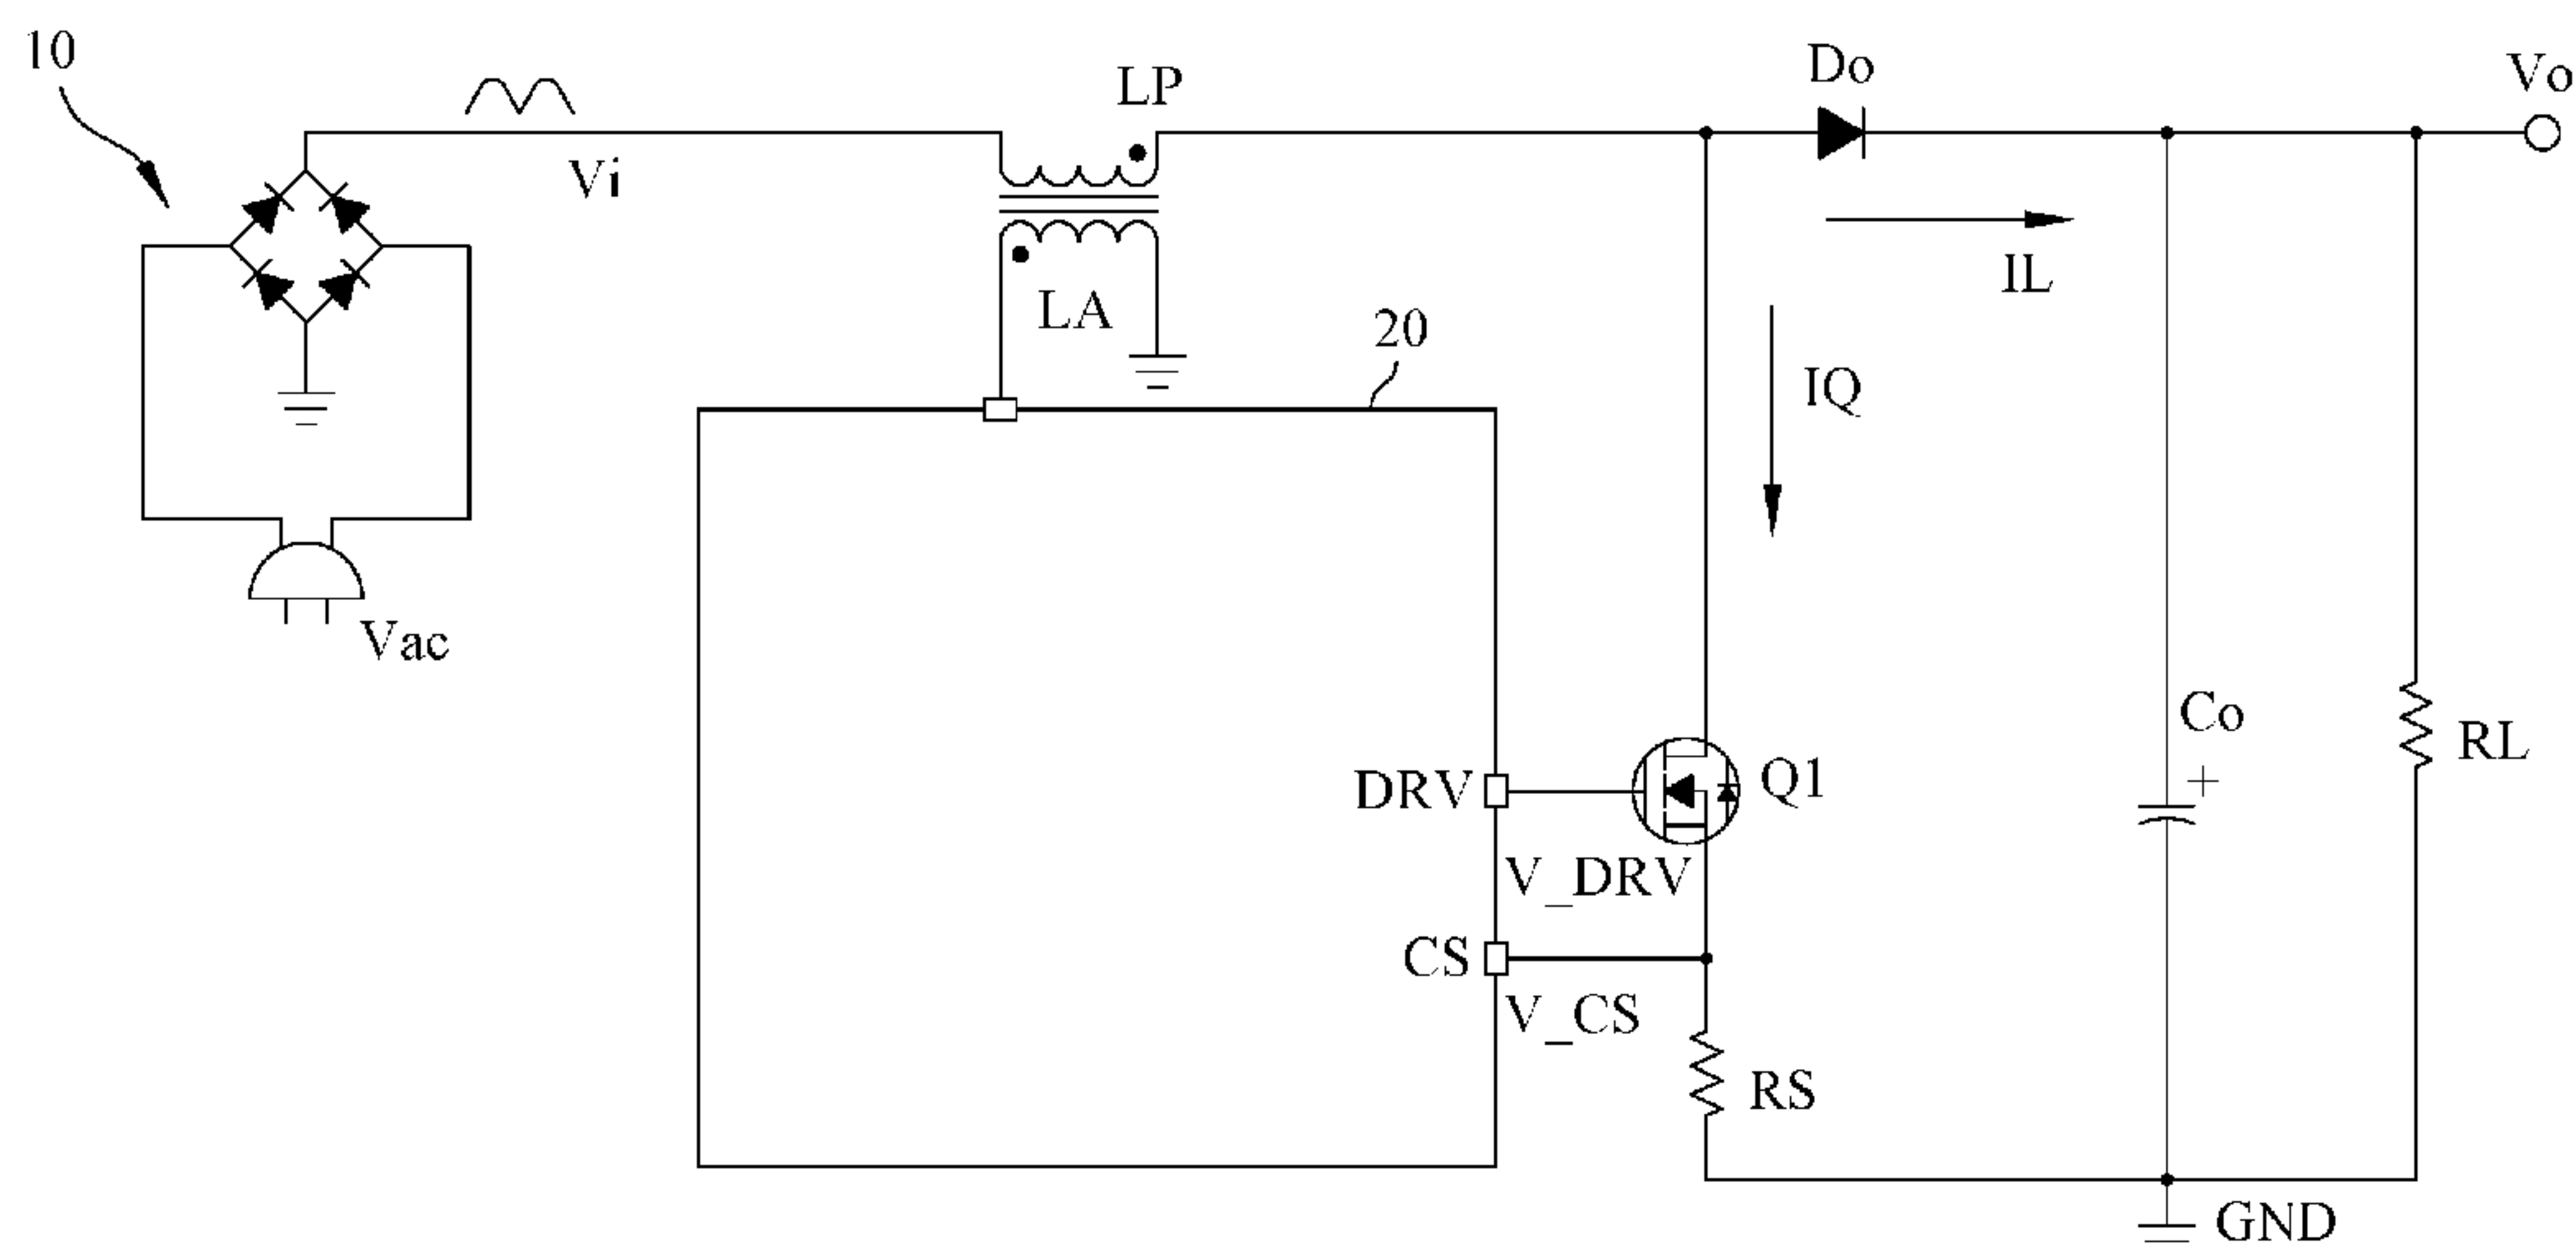 10
LP
Do
Vo
Vi
IL
LA
20
IQ
Vac
Co
+
RL
DRV
Q1
V_DRV
CS
V_CS
RS
GND